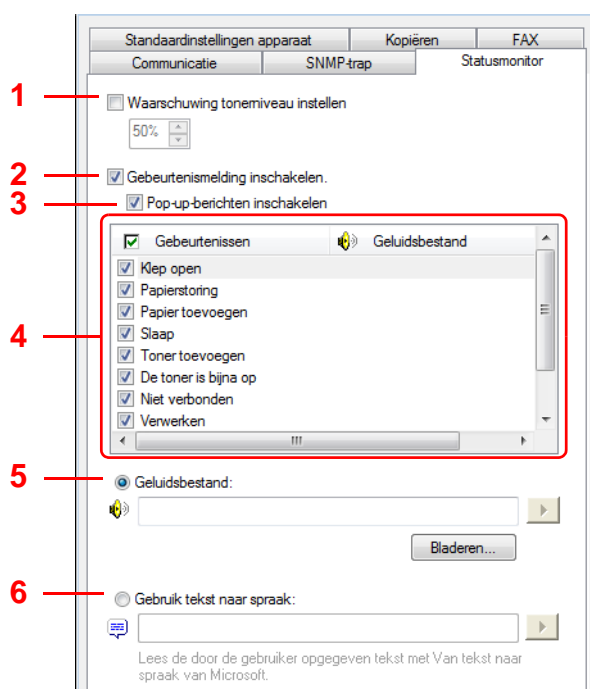 Standaardinstellingen apparaat Kopiëren FAX
Communicatie SNMP-trap Statusmonitor
1 Waarschuwing tonerniveau instellen
50%
2 Gebeurtenismelding inschakelen.
3 Pop-up-berichten inschakelen
Gebeurtenissen Geluidsbestand
Klep open
Papierstoring
Papier toevoegen
4 Slaap
Toner toevoegen
De toner is bijna op
Niet verbonden
Verwerken
5 Geluidsbestand:
Bladeren...
6 Gebruik tekst naar spraak:
Lees de door de gebruiker opgegeven tekst met Van tekst naar
spraak van Microsoft.